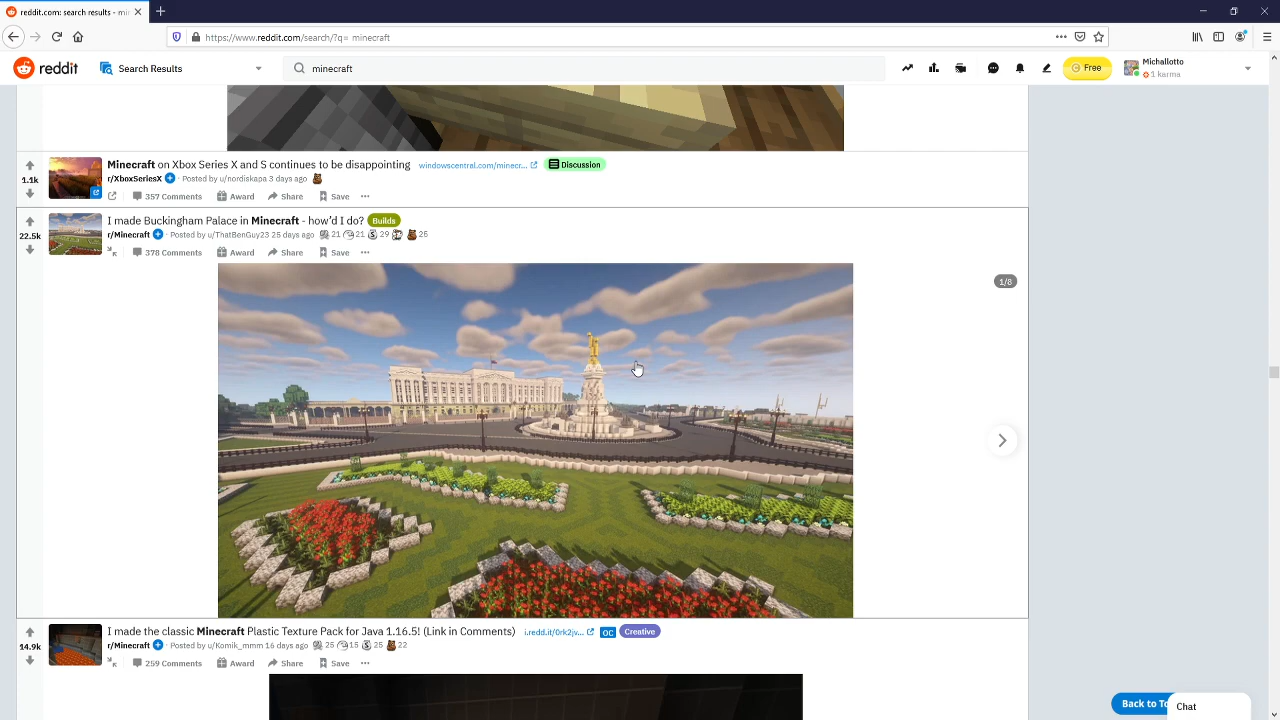 reddit.com: search results - mi
https://www.reddit.com/search/?q= minecraft
reddit
Search Results
minecraft
Free
Michallotto
1 karma
1.1k
Minecraft on Xbox Series X and S continues to be disappointing
windowscentral.com/minecr...
Discussion
r/XboxSeriesX
Posted by u/nordiskapa 3 days ago
357 Comments
Award
Share
Save
22.5k
I made Buckingham Palace in Minecraft - how'd I do?
Builds
r/Minecraft
Posted by u/ThatBenGuy23 25 days ago
21
21
29
25
378 Comments
Award
Share
Save
1/8
14.9k
I made the classic Minecraft Plastic Texture Pack for Java 1.16.5! (Link in Comments)
i.redd.it/0rk2jv...
OC
Creative
r/Minecraft
Posted by u/Komik_mmm 16 days ago
25
15
25
22
259 Comments
Award
Share
Save
Back to To
Chat